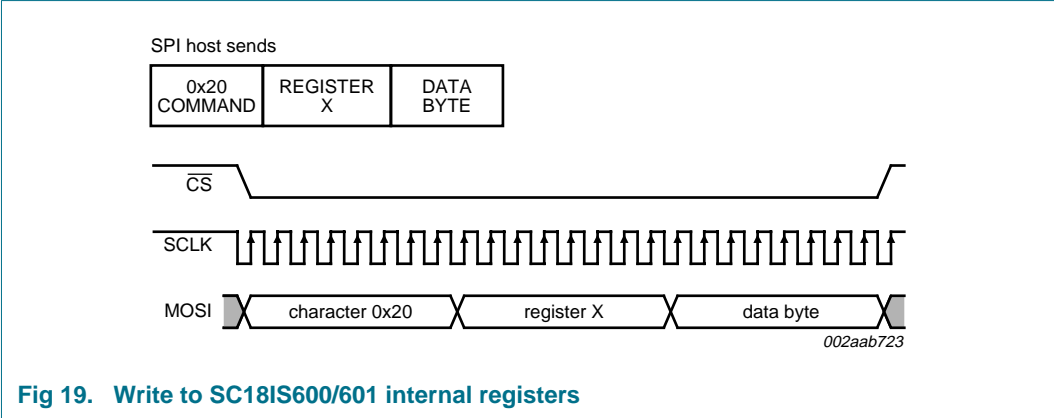 SPI host sends
0x20
COMMAND
REGISTER
X
DATA
BYTE
CS
SCLK
MOSI
character 0x20
register X
data byte
002aab723
Fig 19. Write to SC18IS600/601 internal registers